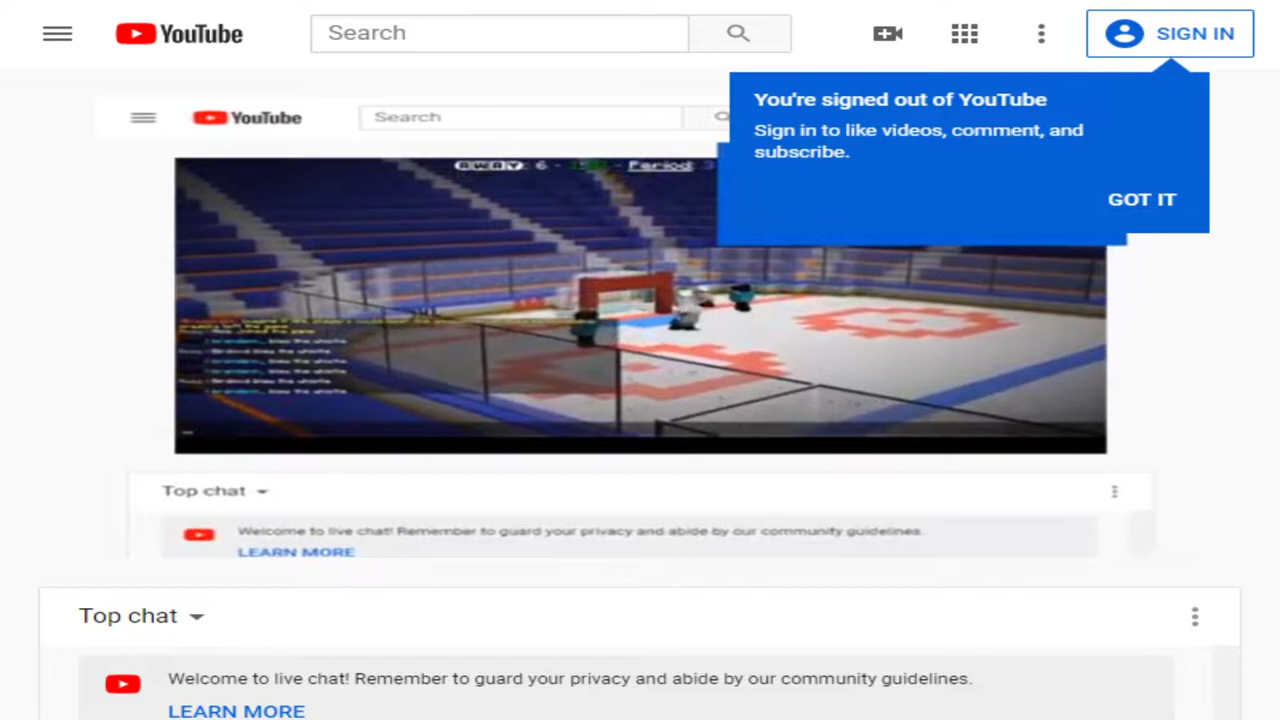 YouTube
Search
SIGN IN
You're signed out of YouTube
Sign in to like videos, comment, and
subscribe.
GOT IT
YouTube
Search
AWAY: 6 -
Period
Top chat
Welcome to live chat! Remember to guard your privacy and abide by our community guidelines.
LEARN MORE
Top chat
Welcome to live chat! Remember to guard your privacy and abide by our community guidelines.
LEARN MORE